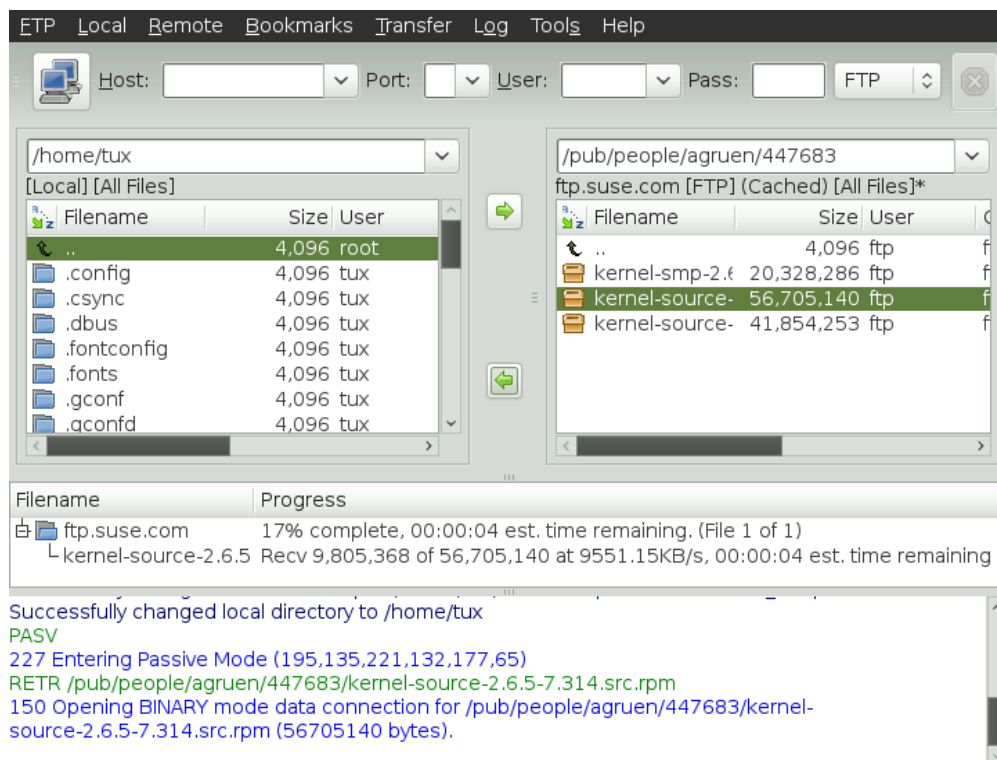 FTP Local Remote Bookmarks Transfer Log Tools Help
Host: Port: User: Pass: FTP
/home/tux
[Local] [All Files]
Filename Size User
.. 4,096 root
.config 4,096 tux
.csync 4,096 tux
.dbus 4,096 tux
.fontconfig 4,096 tux
.fonts 4,096 tux
.gconf 4,096 tux
.gconfd 4,096 tux
/pub/people/agruen/447683
ftp.suse.com [FTP] (Cached) [All Files]*
Filename Size User
.. 4,096 ftp
kernel-smp-2.6 20,328,286 ftp
kernel-source- 56,705,140 ftp
kernel-source- 41,854,253 ftp
Filename Progress
ftp.suse.com 17% complete, 00:00:04 est. time remaining. (File 1 of 1)
kernel-source-2.6.5 Recv 9,805,368 of 56,705,140 at 9551.15KB/s, 00:00:04 est. time remaining
Successfully changed local directory to /home/tux
PASV
227 Entering Passive Mode (195,135,221,132,177,65)
RETR /pub/people/agruen/447683/kernel-source-2.6.5-7.314.src.rpm
150 Opening BINARY mode data connection for /pub/people/agruen/447683/kernel-
source-2.6.5-7.314.src.rpm (56705140 bytes).